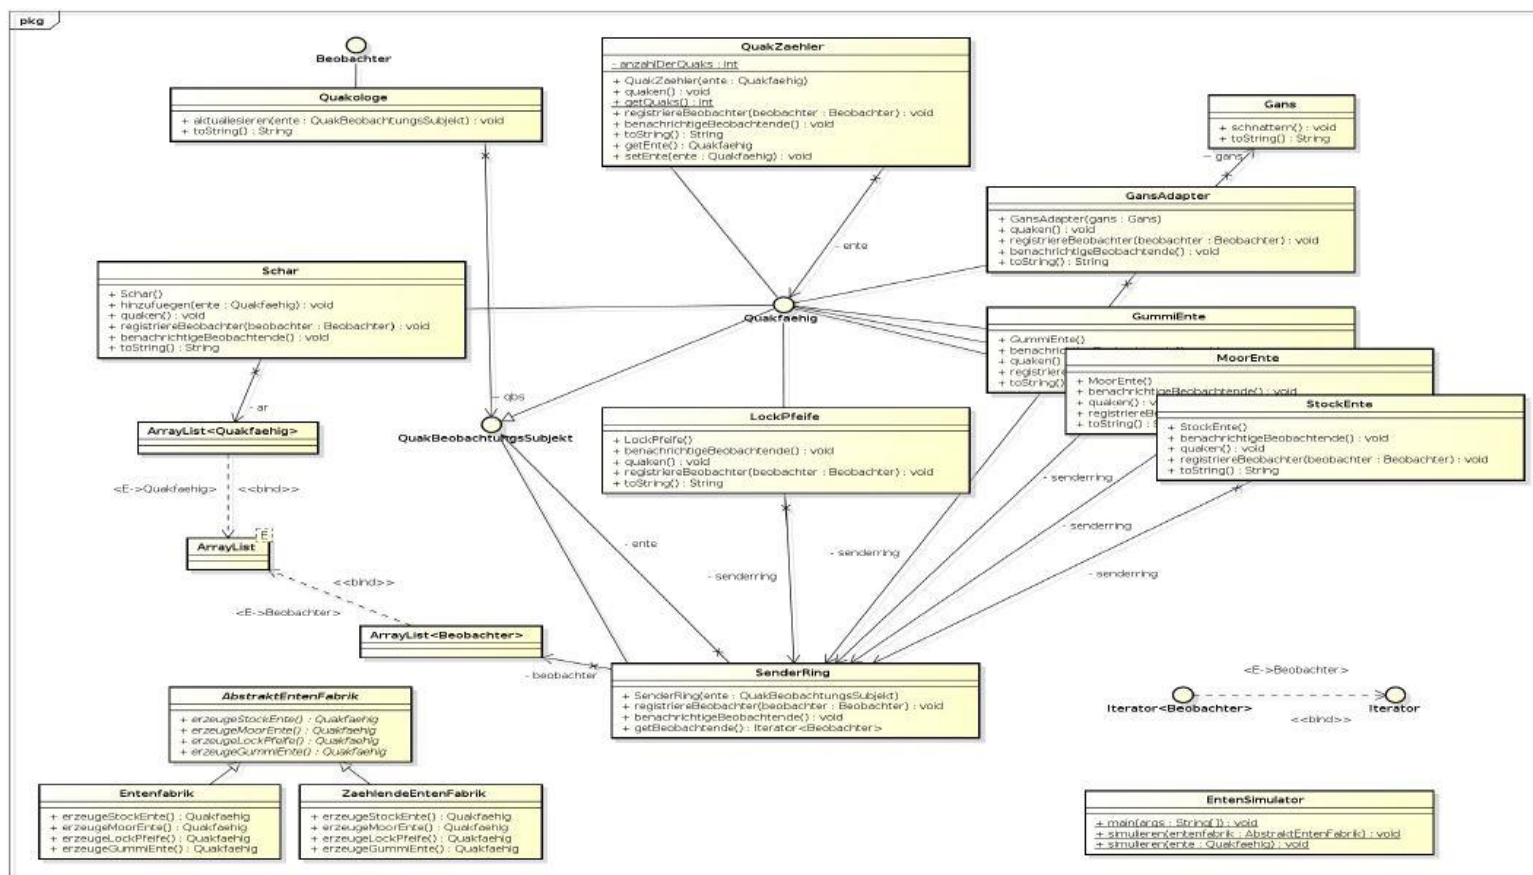 pkg
Beobachter
Quakologe
+ aktualiesieren(ente : QuakBeobachtungsSubjekt) : void
+ toString() : String
QuakZaehler
- anzahlDerQuaks : int
+ QuakZaehler(ente : Quakfaehig)
+ quaken() : void
+ getQuaks() : int
+ registriereBeobachter(beobachter : Beobachter) : void
+ benachrichtigeBeobachtende() : void
+ toString() : String
+ getEnte() : Quakfaehig
+ setEnte(ente : Quakfaehig) : void
Gans
+ schnattern() : void
+ toString() : String
- gans
GansAdapter
+ GansAdapter(gans : Gans)
+ quaken() : void
+ registriereBeobachter(beobachter : Beobachter) : void
+ benachrichtigeBeobachtende() : void
+ toString() : String
- ente
Schar
+ Schar()
+ hinzufuegen(ente : Quakfaehig) : void
+ quaken() : void
+ registriereBeobachter(beobachter : Beobachter) : void
+ benachrichtigeBeobachtende() : void
+ toString() : String
Quakfaehig
GummiEnte
+ GummiEnte()
+ benachric
+ quaken()
+ registrier
+ toString()
MoorEnte
+ MoorEnte()
+ benachrichtigeBeobachtende() : void
+ quaken() : v
+ registriereBe
+ toString() : S
StockEnte
+ StockEnte()
+ benachrichtigeBeobachtende() : void
+ quaken() : void
+ registriereBeobachter(beobachter : Beobachter) : void
+ toString() : String
- qbs
- ar
QuakBeobachtungsSubjekt
LockPfeife
+ LockPfeife()
+ benachrichtigeBeobachtende() : void
+ quaken() : void
+ registriereBeobachter(beobachter : Beobachter) : void
+ toString() : String
ArrayList<Quakfaehig>
<E->Quakfaehig>
<<bind>>
E
ArrayList
- ente
- senderring
- senderring
- senderring
- senderring
- senderring
<<bind>>
<E->Beobachter>
ArrayList<Beobachter>
- beobachter
SenderRing
+ SenderRing(ente : QuakBeobachtungsSubjekt)
+ registriereBeobachter(beobachter : Beobachter) : void
+ benachrichtigeBeobachtende() : void
+ getBeobachtende() : Iterator<Beobachter>
<E->Beobachter>
Iterator<Beobachter>
<<bind>>
Iterator
AbstraktEntenFabrik
+ erzeugeStockEnte() : Quakfaehig
+ erzeugeMoorEnte() : Quakfaehig
+ erzeugeLockPfeife() : Quakfaehig
+ erzeugeGummiEnte() : Quakfaehig
Entenfabrik
+ erzeugeStockEnte() : Quakfaehig
+ erzeugeMoorEnte() : Quakfaehig
+ erzeugeLockPfeife() : Quakfaehig
+ erzeugeGummiEnte() : Quakfaehig
ZaehlendeEntenFabrik
+ erzeugeStockEnte() : Quakfaehig
+ erzeugeMoorEnte() : Quakfaehig
+ erzeugeLockPfeife() : Quakfaehig
+ erzeugeGummiEnte() : Quakfaehig
EntenSimulator
+ main(args : String[]) : void
+ simulieren(entenfabrik : AbstraktEntenFabrik) : void
+ simulieren(ente : Quakfaehig) : void